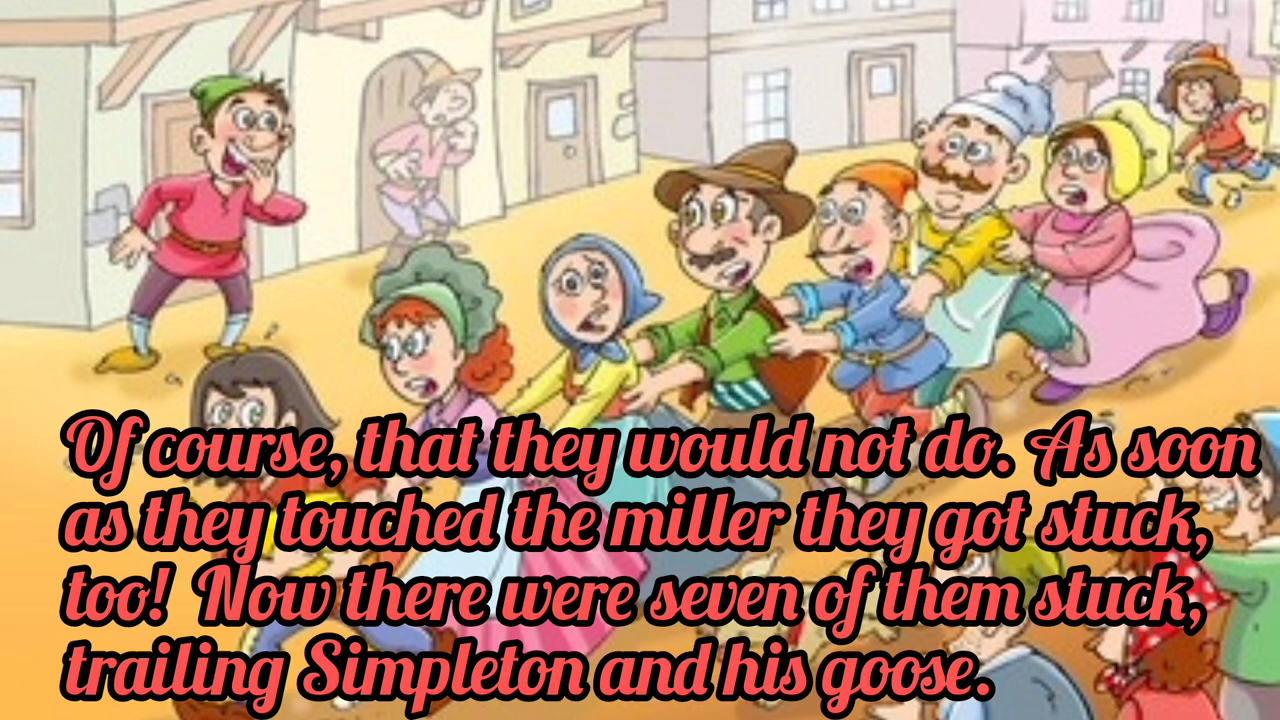 Of course, that they would not do. As soon
as they touched the miller they got stuck,
too! Now there were seven of them stuck,
trailing Simpleton and his goose.